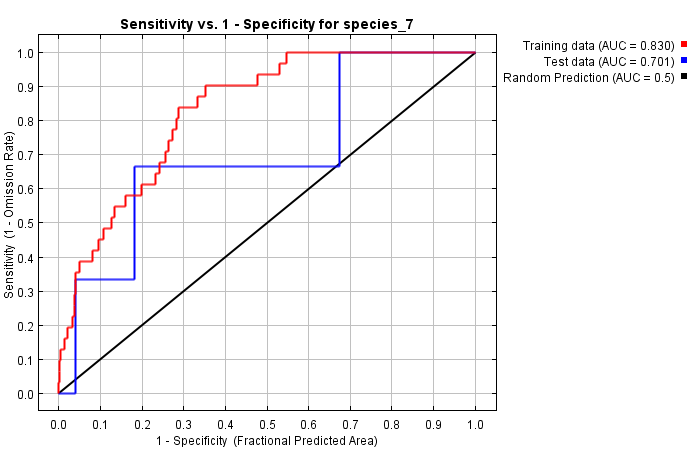 Sensitivity vs. 1 - Specificity for species_7
Training data (AUC = 0.830)
Test data (AUC = 0.701)
Random Prediction (AUC = 0.5)
Sensitivity (1 - Omission Rate)
1.0
0.9
0.8
0.7
0.6
0.5
0.4
0.3
0.2
0.1
0.0
0.0 0.1 0.2 0.3 0.4 0.5 0.6 0.7 0.8 0.9 1.0
1 - Specificity (Fractional Predicted Area)